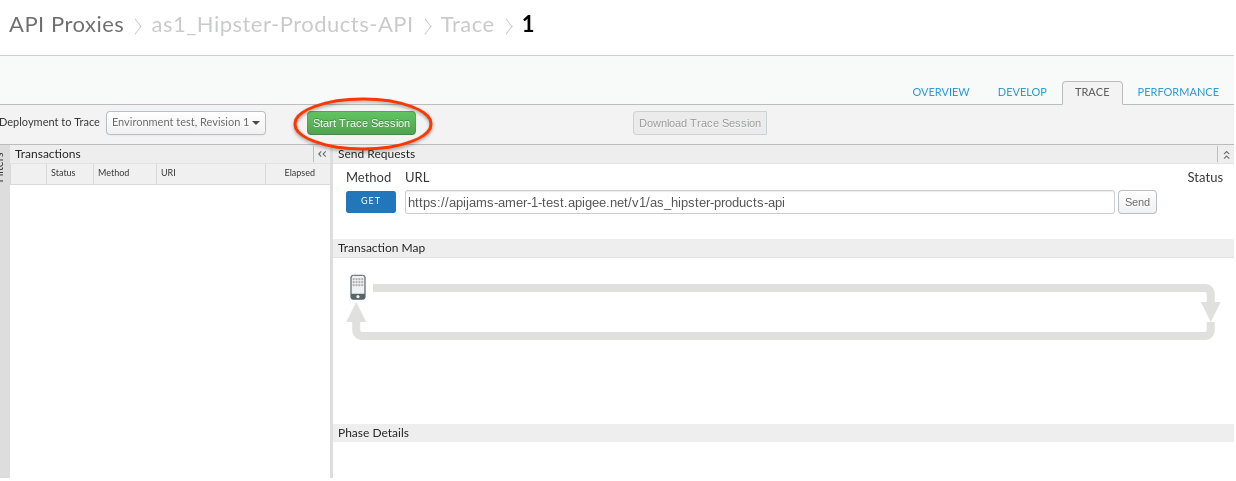 API Proxies > as1_Hipster-Products-API > Trace > 1
OVERVIEW DEVELOP TRACE PERFORMANCE
Deployment to Trace Environment test, Revision 1 Start Trace Session Download Trace Session
Transactions
Status Method URI Elapsed
Send Requests
Method URL Status
GET https://apijams-amer-1-test.apigee.net/v1/as_hipster-products-api Send
Transaction Map
Phase Details